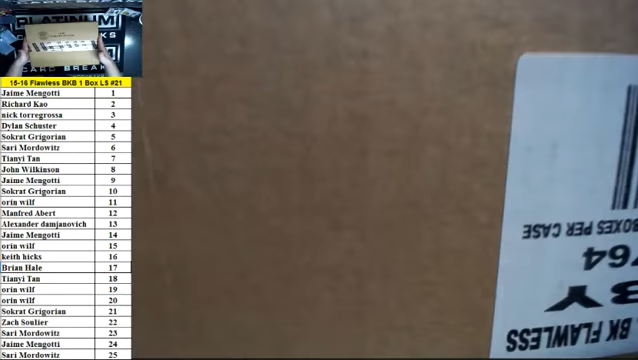 PLATINUM
CARD BREAKS
15-16 Flawless BKB 1 Box LS #21
Jaime Mengotti 1
Richard Kao 2
nick torregrossa 3
Dylan Schuster 4
Sokrat Grigorian 5
Sari Mordowitz 6
Tianyi Tan 7
John Wilkinson 8
Jaime Mengotti 9
Sokrat Grigorian 10
orin wilf 11
Manfred Abert 12
Alexander damjanovich 13
Jaime Mengotti 14
orin wilf 15
keith hicks 16
Brian Hale 17
Tianyi Tan 18
orin wilf 19
orin wilf 20
Sokrat Grigorian 21
Zach Soulier 22
Sari Mordowitz 23
Jaime Mengotti 24
Sari Mordowitz 25
BK FLAWLESS
BY
764
BOXES PER CASE